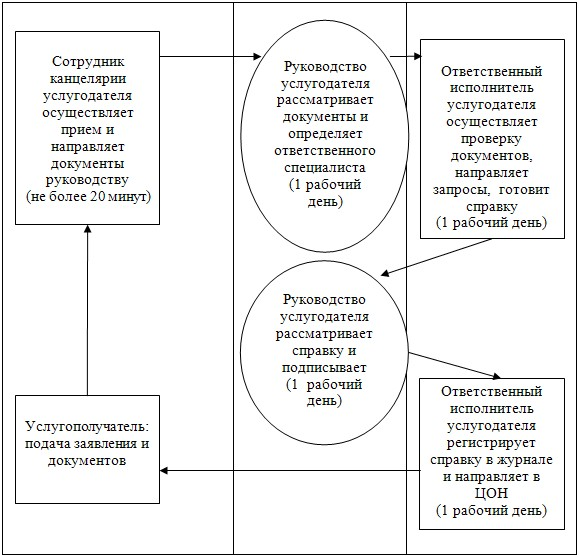 Сотрудник
канцелярии
услугодателя
осуществляет
прием и
направляет
документы
руководству
(не более 20 минут)
Руководство
услугодателя
рассматривает
документы и
определяет
ответственного
специалиста
(1 рабочий
день)
Ответственный
исполнитель
услугодателя
осуществляет
проверку
документов,
направляет
запросы, готовит
справку
(1 рабочий день)
Руководство
услугодателя
рассматривает
справку и
подписывает
(1 рабочий
день)
Ответственный
исполнитель
услугодателя
регистрирует
справку в журнале
и направляет в
ЦОН
(1 рабочий день)
Услугополучатель:
подача заявления и
документов